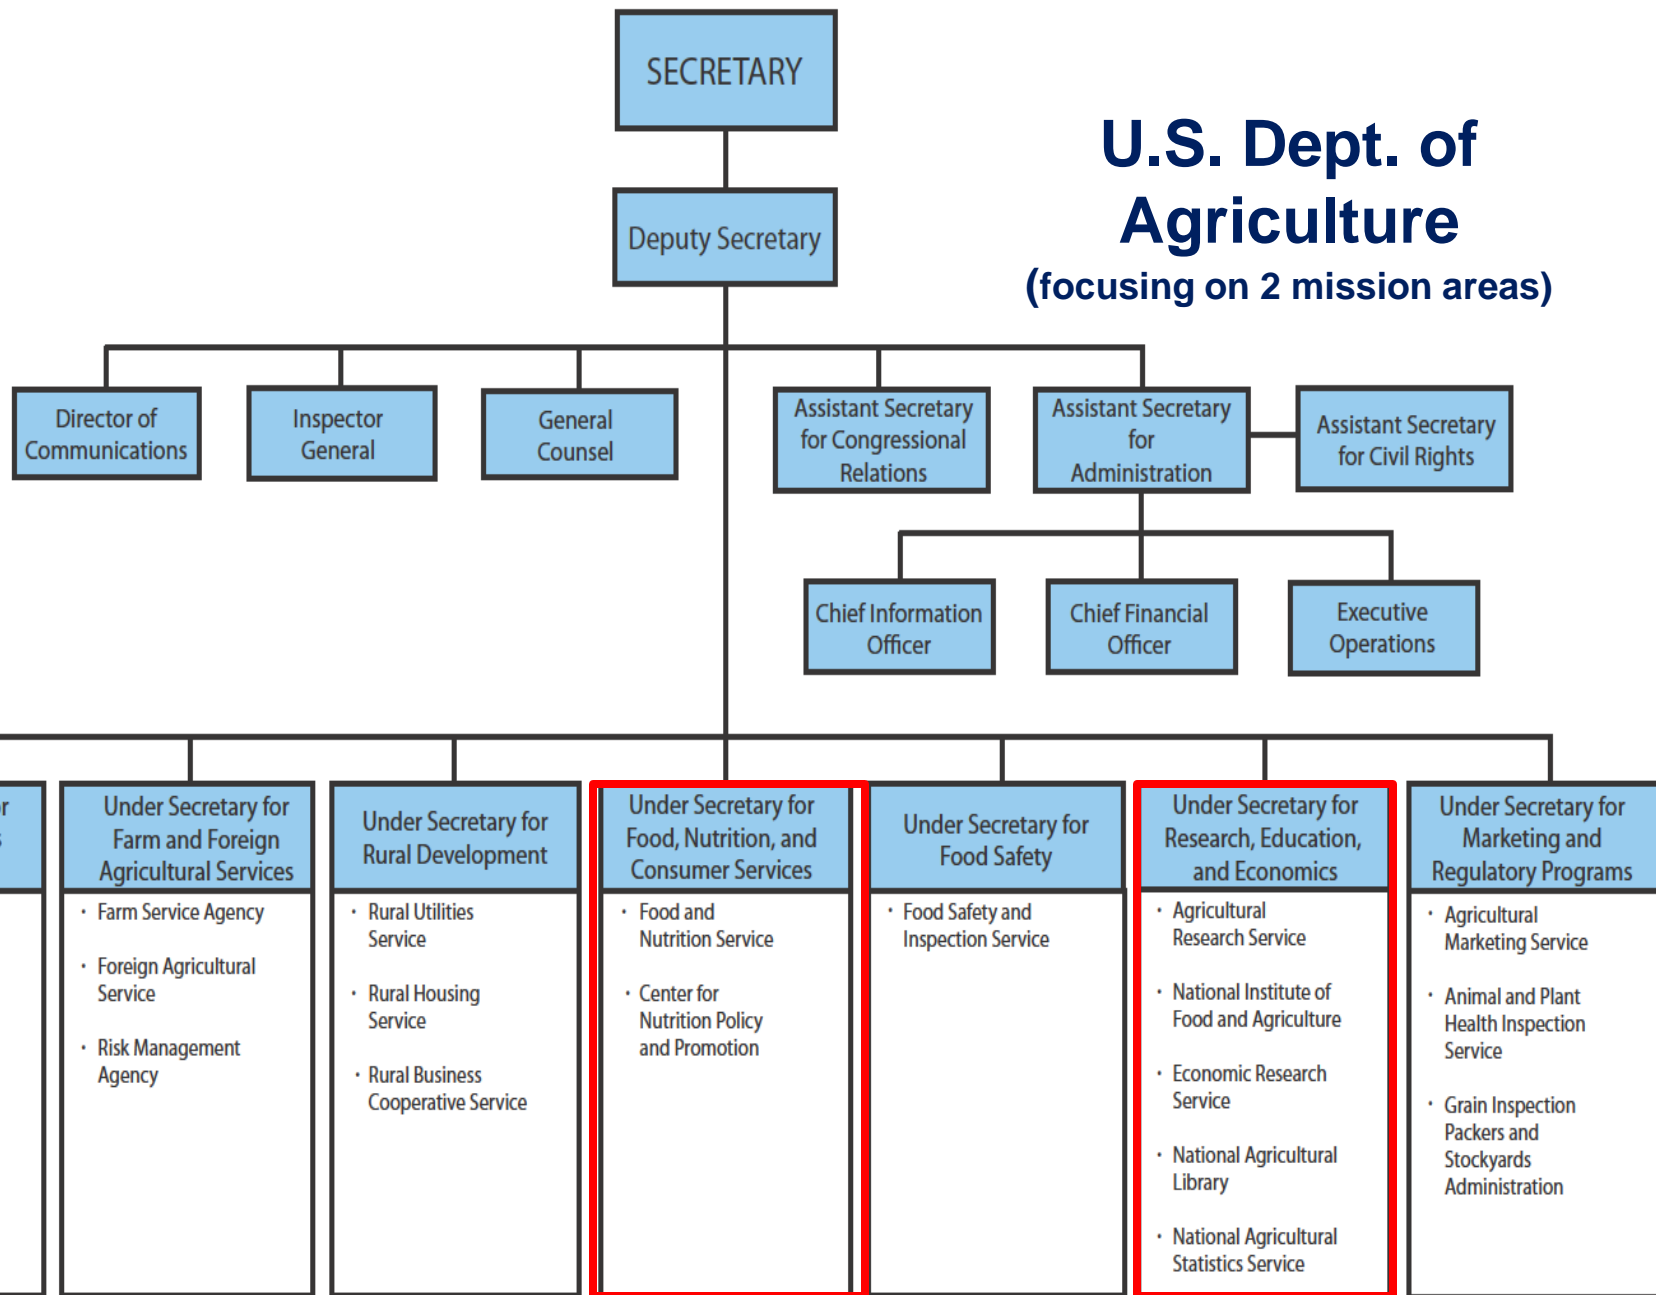 SECRETARY
U.S. Dept. of
Agriculture
(focusing on 2 mission areas)
Deputy Secretary
Director of
Communications
Inspector
General
General
Counsel
Assistant Secretary
for Congressional
Relations
Assistant Secretary
for
Administration
Assistant Secretary
for Civil Rights
Chief Information
Officer
Chief Financial
Officer
Executive
Operations
Under Secretary for
Farm and Foreign
Agricultural Services
· Farm Service Agency
· Foreign Agricultural
Service
· Risk Management
Agency
Under Secretary for
Rural Development
· Rural Utilities
Service
· Rural Housing
Service
· Rural Business
Cooperative Service
Under Secretary for
Food, Nutrition, and
Consumer Services
· Food and
Nutrition Service
· Center for
Nutrition Policy
and Promotion
Under Secretary for
Food Safety
· Food Safety and
Inspection Service
Under Secretary for
Research, Education,
and Economics
· Agricultural
Research Service
· National Institute of
Food and Agriculture
· Economic Research
Service
· National Agricultural
Library
· National Agricultural
Statistics Service
Under Secretary for
Marketing and
Regulatory Programs
· Agricultural
Marketing Service
· Animal and Plant
Health Inspection
Service
· Grain Inspection
Packers and
Stockyards
Administration